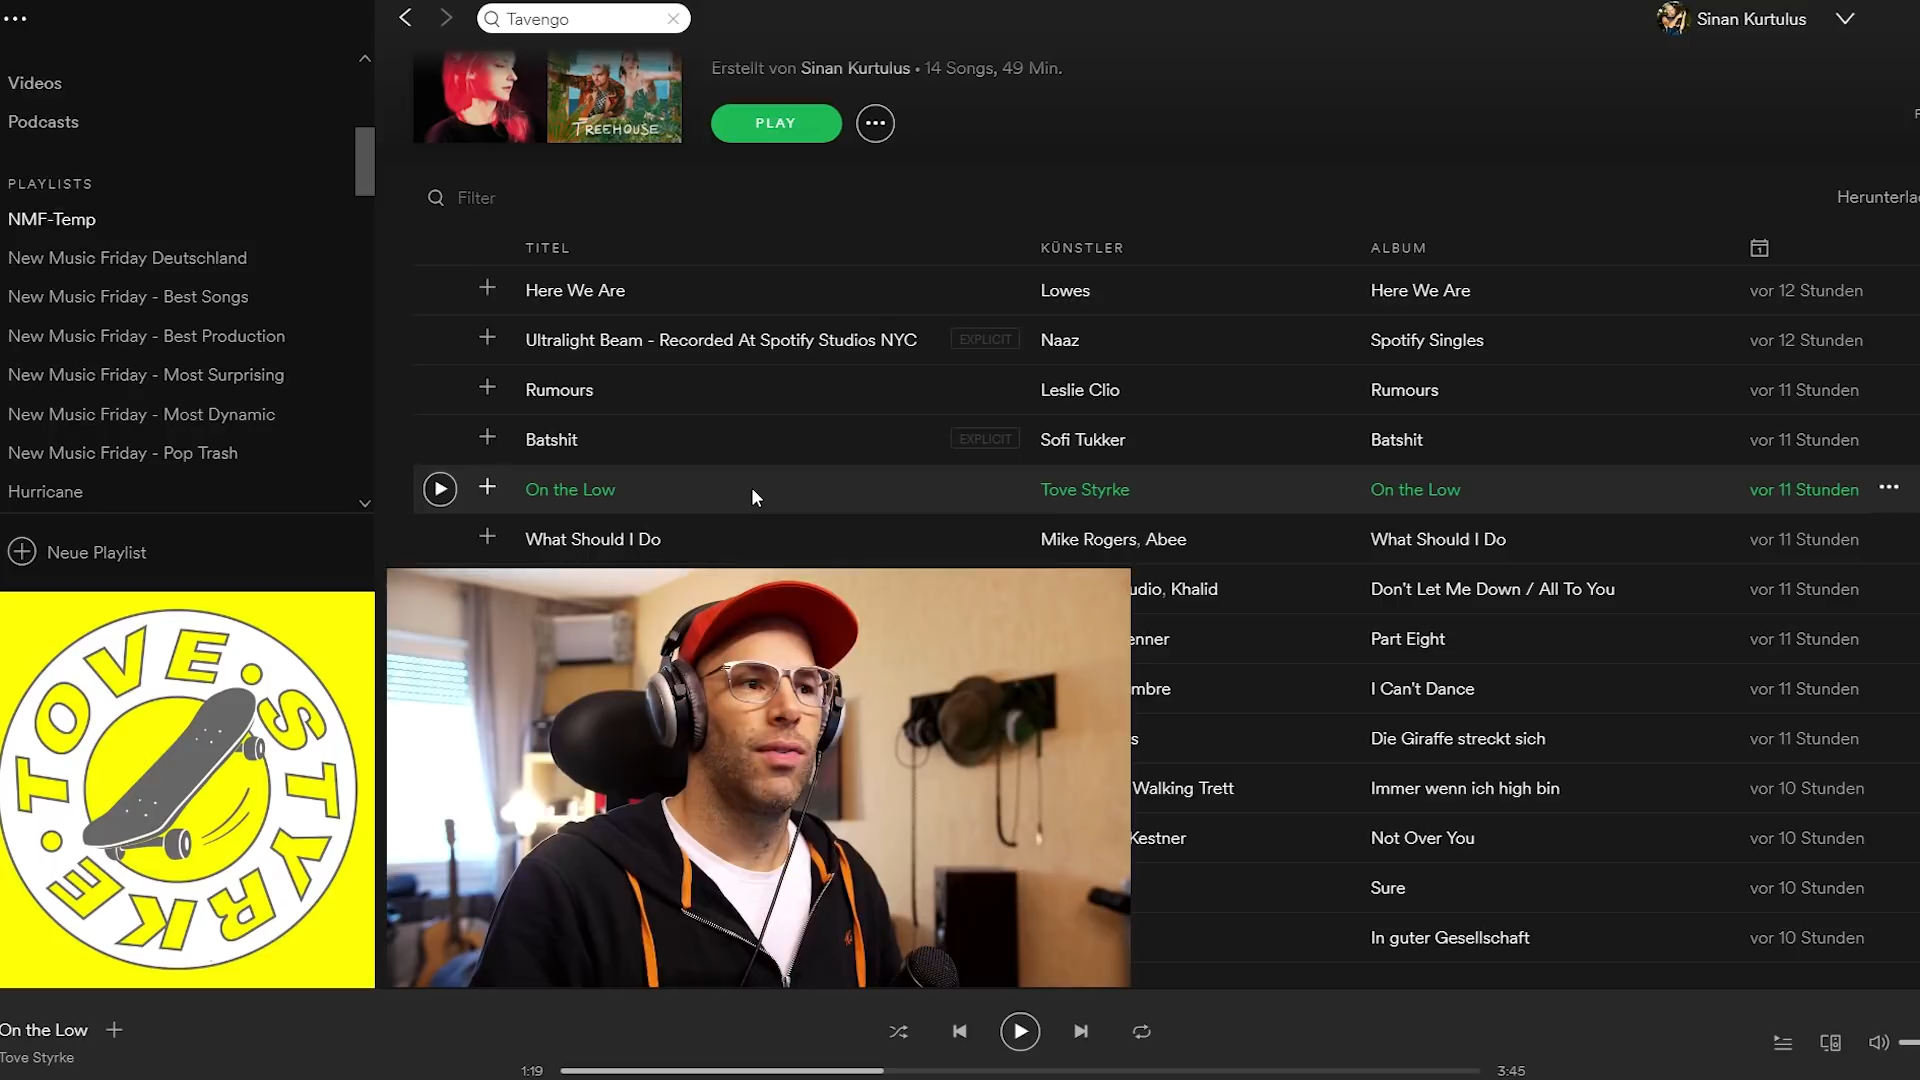 Tavengo
Sinan Kurtulus
Videos
Podcasts
PLAYLISTS
NMF-Temp
New Music Friday Deutschland
New Music Friday - Best Songs
New Music Friday - Best Production
New Music Friday - Most Surprising
New Music Friday - Most Dynamic
New Music Friday - Pop Trash
Hurricane
Neue Playlist
TOVE • STYRKE •
TREEHOUSE
Erstellt von Sinan Kurtulus • 14 Songs, 49 Min.
PLAY
Filter
Herunterlad
TITEL KÜNSTLER ALBUM
Here We Are Lowes Here We Are vor 12 Stunden
Ultralight Beam - Recorded At Spotify Studios NYC EXPLICIT Naaz Spotify Singles vor 12 Stunden
Rumours Leslie Clio Rumours vor 11 Stunden
Batshit EXPLICIT Sofi Tukker Batshit vor 11 Stunden
On the Low Tove Styrke On the Low vor 11 Stunden
What Should I Do Mike Rogers, Abee What Should I Do vor 11 Stunden
udio, Khalid Don't Let Me Down / All To You vor 11 Stunden
enner Part Eight vor 11 Stunden
mbre I Can't Dance vor 11 Stunden
s Die Giraffe streckt sich vor 11 Stunden
Walking Trett Immer wenn ich high bin vor 10 Stunden
Kestner Not Over You vor 10 Stunden
Sure vor 10 Stunden
In guter Gesellschaft vor 10 Stunden
On the Low
Tove Styrke
1:19
3:45